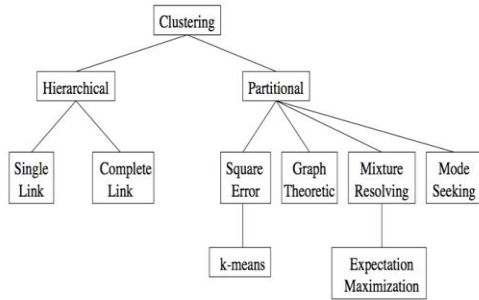 Clustering
Hierarchical
Partitional
Single
Link
Complete
Link
Square
Error
Graph
Theoretic
Mixture
Resolving
Mode
Seeking
k-means
Expectation
Maximization